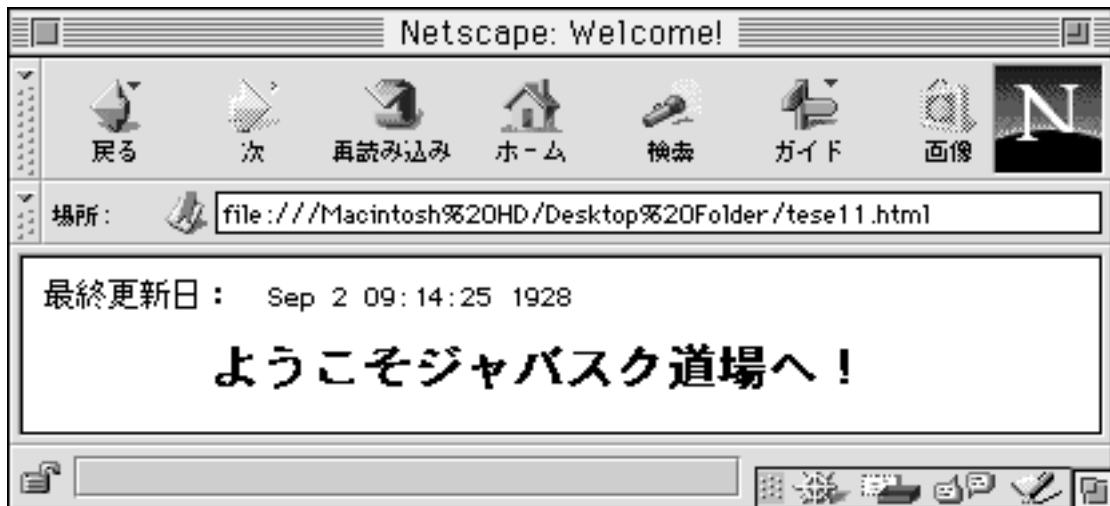 Netscape: Welcome!
戻る 次 再読み込み ホーム 検索 ガイド 画像 N
場所: file:///Macintosh%20HD/Desktop%20Folder/tese11.html
最終更新日： Sep 2 09:14:25 1928
ようこそジャバスク道場へ！